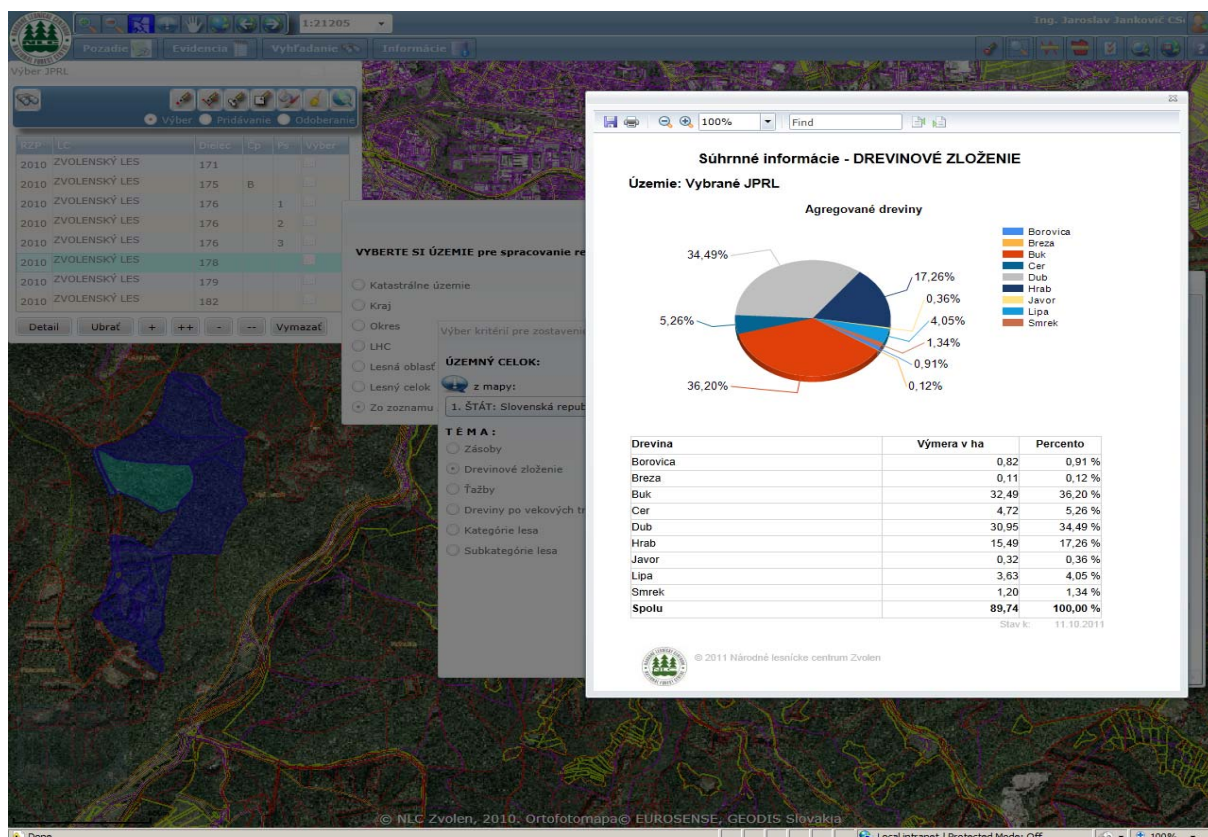 1:21205
Ing. Jaroslav Jankovič CS
NLC
Pozadie Evidencia Vyhľadanie Informácie
Výber JPRL
Výber Pridávanie Odoberanie
RZP LC Dielec Čp Ps Výber
2010 ZVOLENSKÝ LES 171
2010 ZVOLENSKÝ LES 175 B
2010 ZVOLENSKÝ LES 176 1
2010 ZVOLENSKÝ LES 176 2
2010 ZVOLENSKÝ LES 176 3
2010 ZVOLENSKÝ LES 178
2010 ZVOLENSKÝ LES 179
2010 ZVOLENSKÝ LES 182
Detail Ubrať + ++ - -- Vymazať
VYBERTE SI ÚZEMIE pre spracovanie re
Katastrálne územie
Kraj
Okres
LHC
Lesná oblasť
Lesný celok
Zo zoznamu
Výber kritérií pre zostavenie
ÚZEMNÝ CELOK:
z mapy:
1. ŠTÁT: Slovenská repub
TÉMA:
Zásoby
Drevinové zloženie
Ťažby
Dreviny po vekových tr
Kategórie lesa
Subkategórie lesa
100% Find
Súhrnné informácie - DREVINOVÉ ZLOŽENIE
Územie: Vybrané JPRL
Agregované dreviny
34,49%
17,26%
0,36%
4,05%
1,34%
0,91%
0,12%
36,20%
5,26%
Borovica
Breza
Buk
Cer
Dub
Hrab
Javor
Lipa
Smrek
Drevina Výmera v ha Percento
Borovica 0,82 0,91 %
Breza 0,11 0,12 %
Buk 32,49 36,20 %
Cer 4,72 5,26 %
Dub 30,95 34,49 %
Hrab 15,49 17,26 %
Javor 0,32 0,36 %
Lipa 3,63 4,05 %
Smrek 1,20 1,34 %
Spolu 89,74 100,00 %
Stav k: 11.10.2011
NLC
© 2011 Národné lesnícke centrum Zvolen
© NLC Zvolen, 2010, Ortofotomapa© EUROSENSE, GEODIS Slovakia
Done Local intranet | Protected Mode: Off 100%